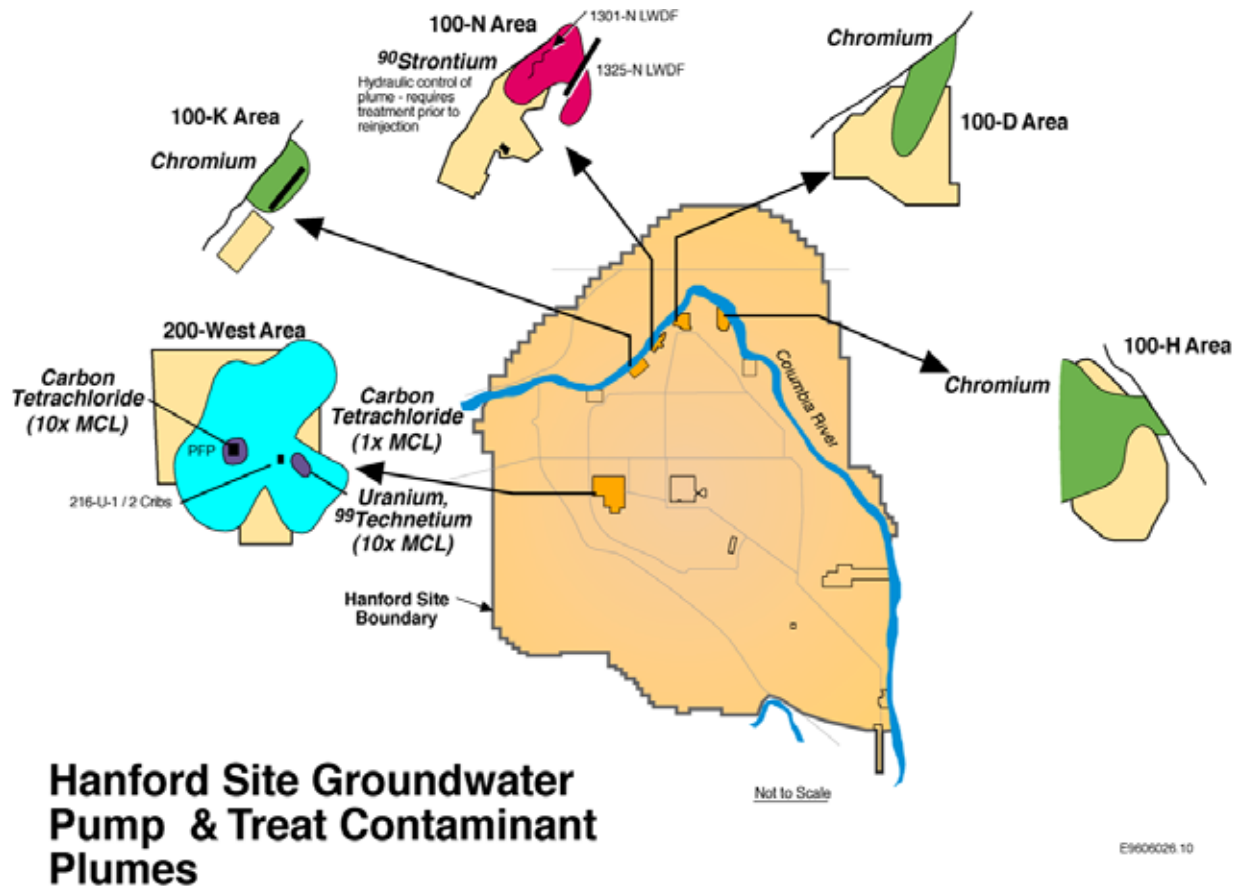 100-N Area
1301-N LWDF
90Strontium
1325-N LWDF
Hydraulic control of
plume - requires
treatment prior to
reinjection
Chromium
100-D Area
100-K Area
Chromium
200-West Area
Carbon
Tetrachloride
(10x MCL)
PFP
216-U-1 / 2 Cribs
Carbon
Tetrachloride
(1x MCL)
Uranium,
99Technetium
(10x MCL)
Columbia River
100-H Area
Chromium
Hanford Site
Boundary
Not to Scale
Hanford Site Groundwater
Pump & Treat Contaminant
Plumes
E9606026.10